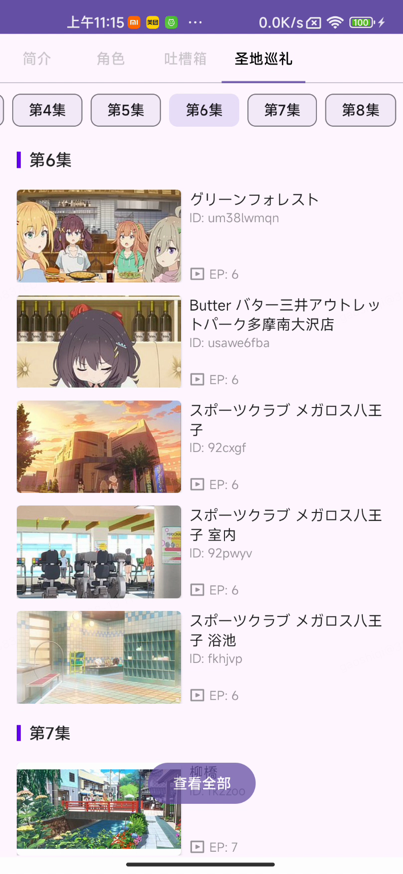 上午11:15
0.0K/s
100
简介 角色 吐槽箱 圣地巡礼
第4集 第5集 第6集 第7集 第8集
第6集
グリーンフォレスト
ID: um38lwmqn
EP: 6
Butter バター三井アウトレッ
トパーク多摩南大沢店
ID: usawe6fba
EP: 6
スポーツクラブ メガロス八王
子
ID: 92cxgf
EP: 6
スポーツクラブ メガロス八王
子 室内
ID: 92pwyv
EP: 6
スポーツクラブ メガロス八王
子 浴池
ID: fkhjvp
EP: 6
第7集
柳橋
查看全部
EP: 7